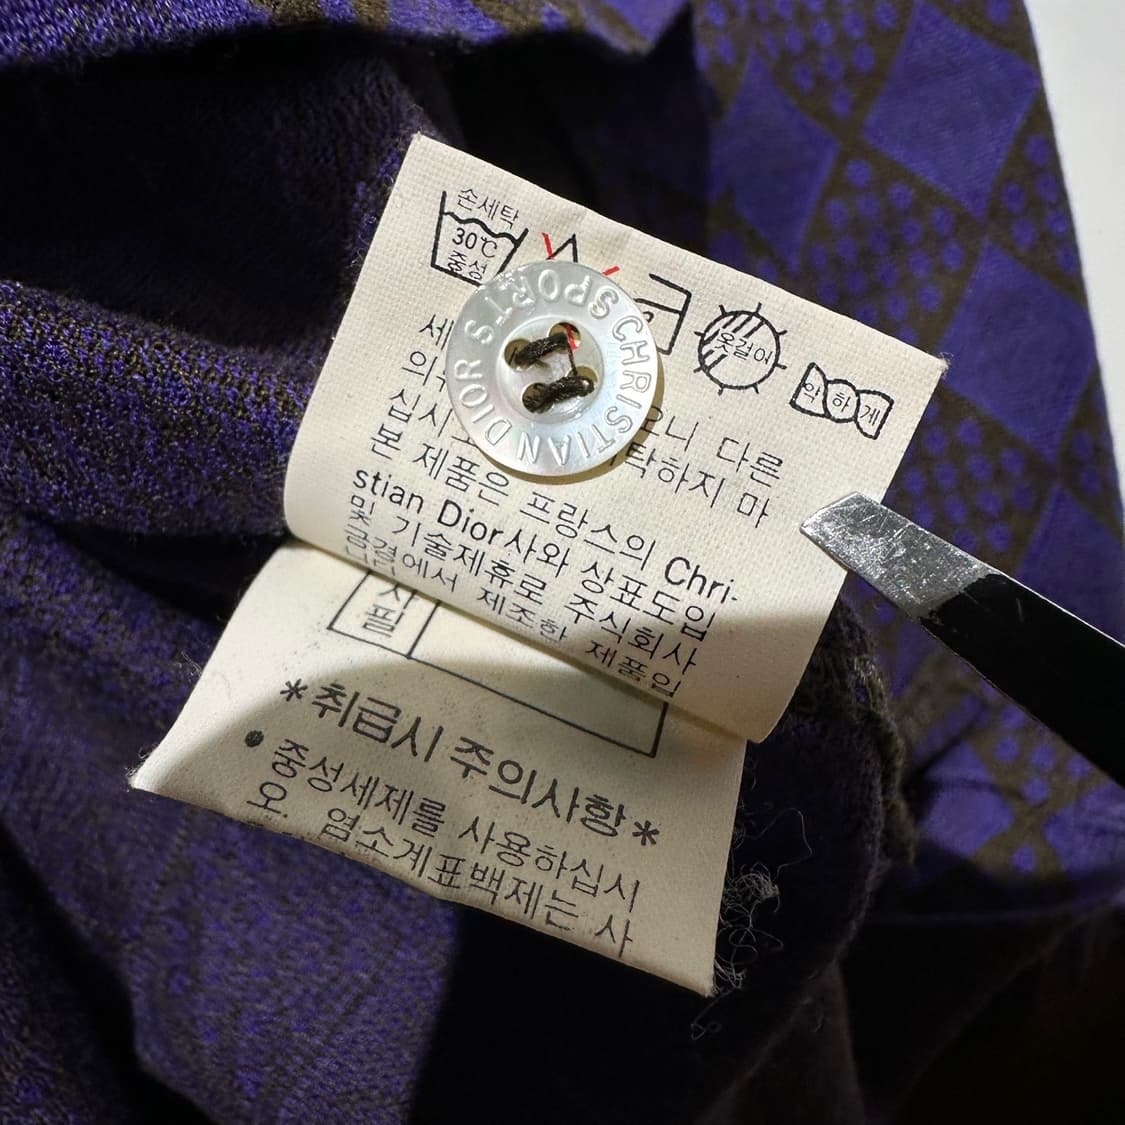 손세탁
30℃
중성
옷걸이
약하게
CHRISTIAN DIOR SPORTS
세
의
오니 다른
십시오
탁하지 마
본 제품은 프랑스의 Chri-
stian Dior사와 상표도입
및 기술제휴로 주식회사
에서 제조한 제품입
자
필
*취급시 주의사항*
● 중성세제를 사용하십시
오. 염소계표백제는 사